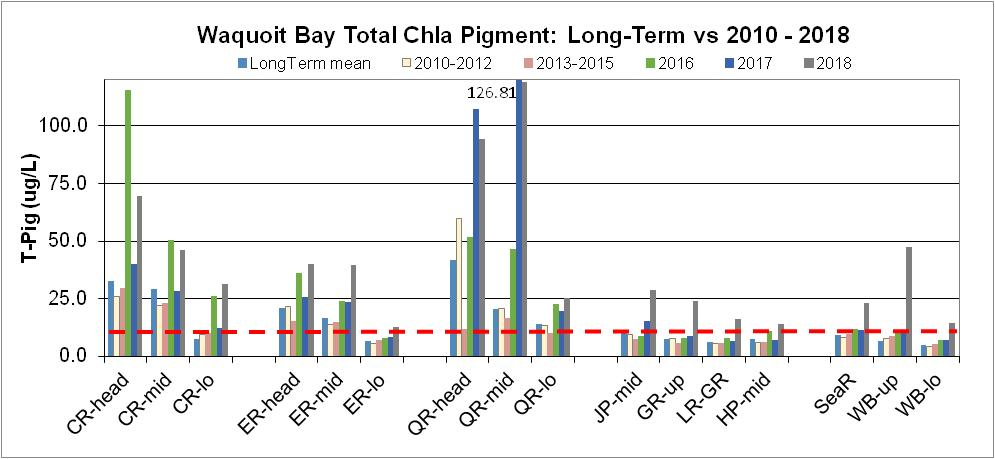 Waquoit Bay Total Chla Pigment: Long-Term vs 2010 - 2018
LongTerm mean 2010-2012 2013-2015 2016 2017 2018
126.81
T-Pig (ug/L)
100.0
75.0
50.0
25.0
0.0
CR-head
CR-mid
CR-lo
ER-head
ER-mid
ER-lo
QR-head
QR-mid
QR-lo
JP-mid
GR-up
LR-GR
HP-mid
SeaR
WB-up
WB-lo